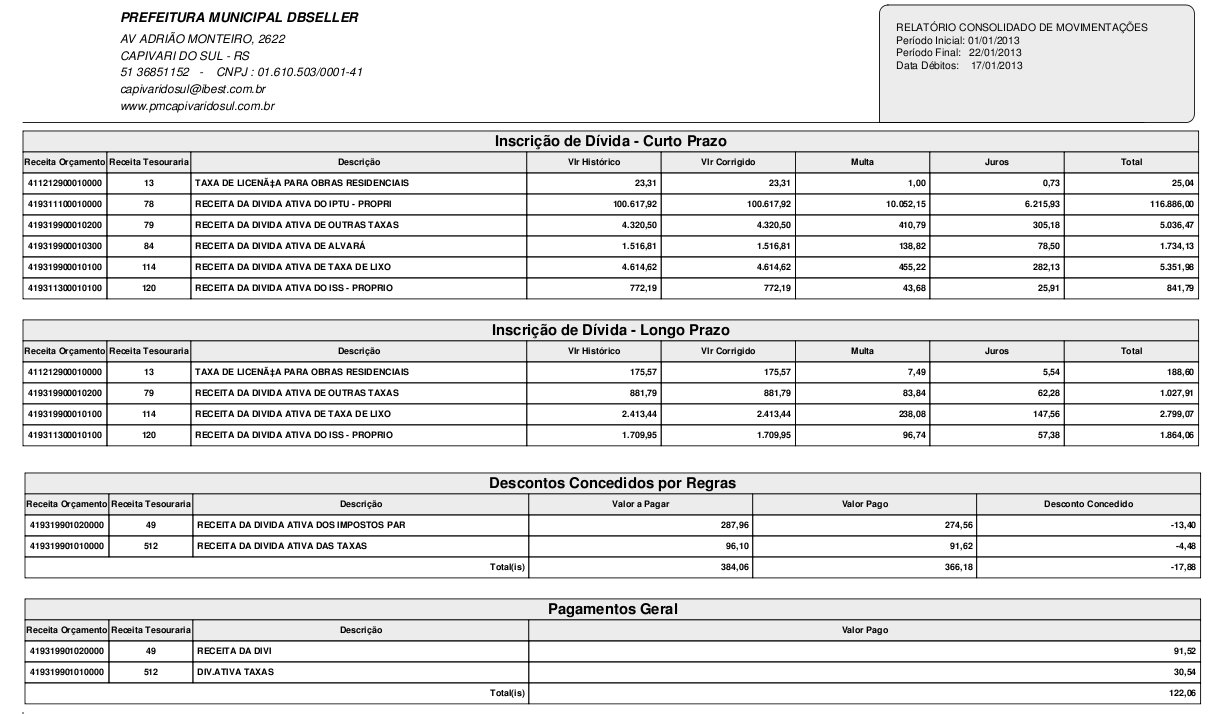 PREFEITURA MUNICIPAL DBSELLER
AV ADRIÃO MONTEIRO, 2622
CAPIVARI DO SUL - RS
51 36851152 - CNPJ : 01.610.503/0001-41
capivaridosul@ibest.com.br
www.pmcapivaridosul.com.br
RELATÓRIO CONSOLIDADO DE MOVIMENTAÇÕES
Período Inicial: 01/01/2013
Período Final: 22/01/2013
Data Débitos: 17/01/2013
Inscrição de Dívida - Curto Prazo
Receita Orçamento Receita Tesouraria Descrição Vlr Histórico Vlr Corrigido Multa Juros Total
411212900010000 13 TAXA DE LICENÃ‡A PARA OBRAS RESIDENCIAIS 23,31 23,31 1,00 0,73 25,04
419311100010000 78 RECEITA DA DIVIDA ATIVA DO IPTU - PROPRI 100.617,92 100.617,92 10.052,15 6.215,93 116.886,00
419319900010200 79 RECEITA DA DIVIDA ATIVA DE OUTRAS TAXAS 4.320,50 4.320,50 410,79 305,18 5.036,47
419319900010300 84 RECEITA DA DIVIDA ATIVA DE ALVARÁ 1.516,81 1.516,81 138,82 78,50 1.734,13
419319900010100 114 RECEITA DA DIVIDA ATIVA DE TAXA DE LIXO 4.614,62 4.614,62 455,22 282,13 5.351,98
419311300010100 120 RECEITA DA DIVIDA ATIVA DO ISS - PROPRIO 772,19 772,19 43,68 25,91 841,79
Inscrição de Dívida - Longo Prazo
Receita Orçamento Receita Tesouraria Descrição Vlr Histórico Vlr Corrigido Multa Juros Total
411212900010000 13 TAXA DE LICENÃ‡A PARA OBRAS RESIDENCIAIS 175,57 175,57 7,49 5,54 188,60
419319900010200 79 RECEITA DA DIVIDA ATIVA DE OUTRAS TAXAS 881,79 881,79 83,84 62,28 1.027,91
419319900010100 114 RECEITA DA DIVIDA ATIVA DE TAXA DE LIXO 2.413,44 2.413,44 238,08 147,56 2.799,07
419311300010100 120 RECEITA DA DIVIDA ATIVA DO ISS - PROPRIO 1.709,95 1.709,95 96,74 57,38 1.864,06
Descontos Concedidos por Regras
Receita Orçamento Receita Tesouraria Descrição Valor a Pagar Valor Pago Desconto Concedido
419319901020000 49 RECEITA DA DIVIDA ATIVA DOS IMPOSTOS PAR 287,96 274,56 -13,40
419319901010000 512 RECEITA DA DIVIDA ATIVA DAS TAXAS 96,10 91,62 -4,48
Total(is) 384,06 366,18 -17,88
Pagamentos Geral
Receita Orçamento Receita Tesouraria Descrição Valor Pago
419319901020000 49 RECEITA DA DIVI 91,52
419319901010000 512 DIV.ATIVA TAXAS 30,54
Total(is) 122,06